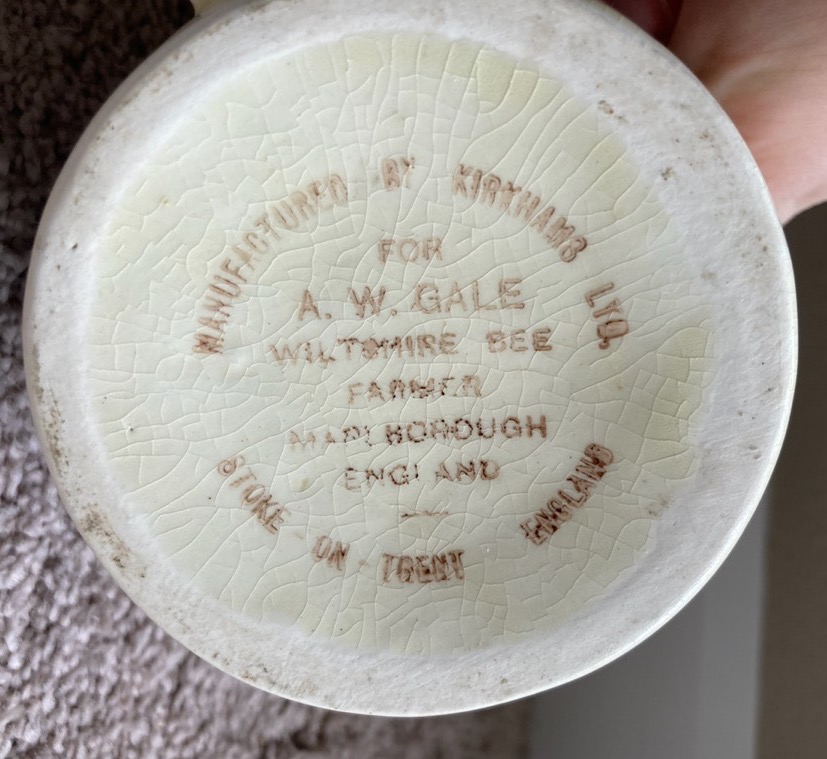 MANUFACTURED BY KIRKHAMS LTD.
FOR
A. W. GALE
WILTSHIRE BEE
FARMER
MARLBOROUGH
ENGLAND
STOKE-ON-TRENT ENGLAND